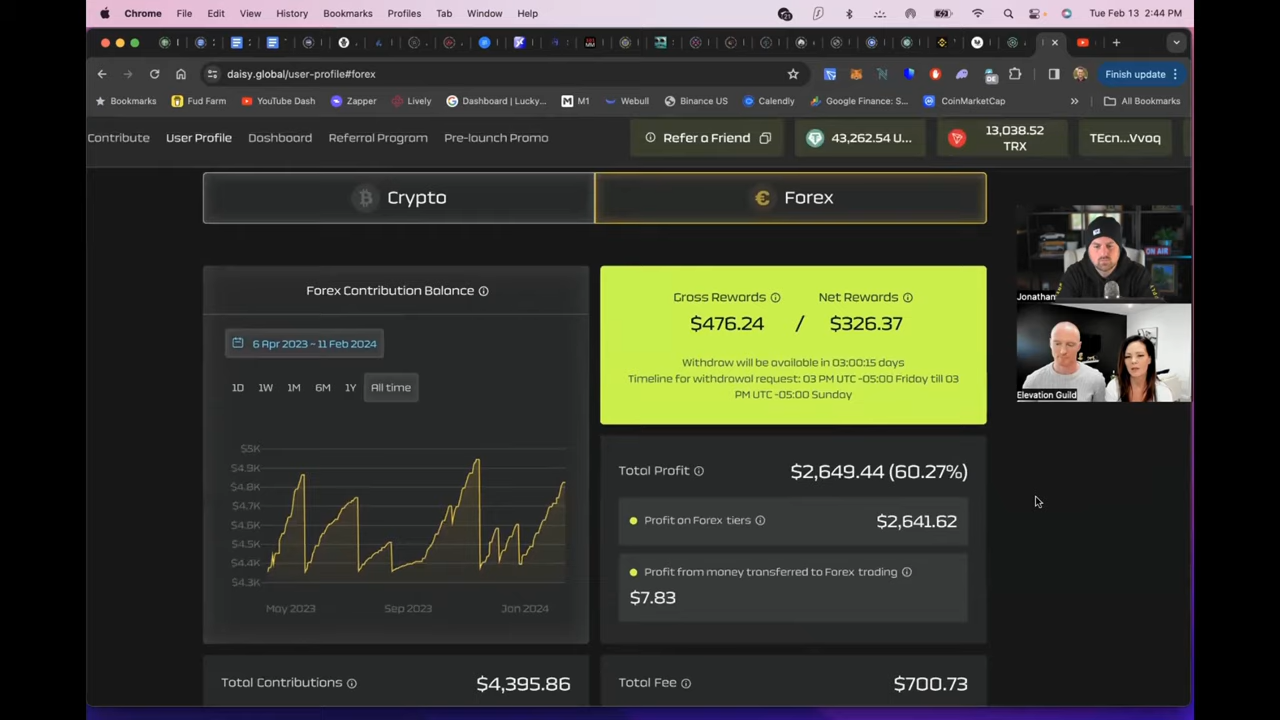 Chrome File Edit View History Bookmarks Profiles Tab Window Help
Tue Feb 13 2:44 PM
daisy.global/user-profile#forex
Finish update
Bookmarks Fud Farm YouTube Dash Zapper Lively Dashboard | Lucky... M1 Webull Binance US Calendly Google Finance: S... CoinMarketCap
All Bookmarks
Contribute User Profile Dashboard Referral Program Pre-launch Promo
Refer a Friend
43,262.54 U...
13,038.52
TRX
TEcn...Vvaq
Crypto
Forex
Forex Contribution Balance
6 Apr 2023 ~ 11 Feb 2024
1D 1W 1M 6M 1Y All time
$5K
$4.9K
$4.8K
$4.7K
$4.6K
$4.5K
$4.4K
$4.3K
May 2023 Sep 2023 Jan 2024
Gross Rewards Net Rewards
$476.24 / $326.37
Withdraw will be available in 03:00:15 days
Timeline for withdrawal request: 03 PM UTC -05:00 Friday till 03
PM UTC -05:00 Sunday
Total Profit $2,649.44 (60.27%)
Profit on Forex tiers $2,641.62
Profit from money transferred to Forex trading
$7.83
Total Contributions $4,395.86
Total Fee $700.73
ON AIR
Jonathan
Elevation Guild